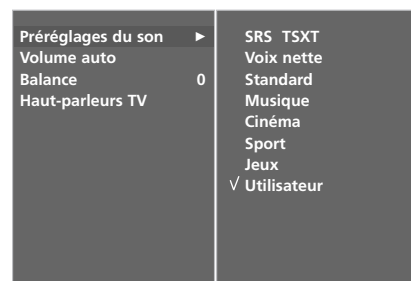 Préréglages du son ►
Volume auto
Balance 0
Haut-parleurs TV
SRS TSXT
Voix nette
Standard
Musique
Cinéma
Sport
Jeux
√ Utilisateur